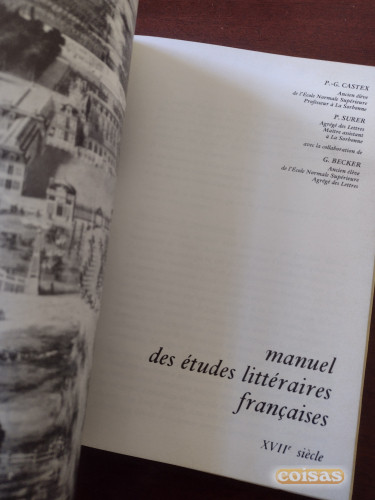 P.-G. CASTEX
Ancien élève
de l'École Normale Supérieure
Professeur à La Sorbonne
P. SURER
Agrégé des Lettres
Maître assistant
à La Sorbonne
avec la collaboration de
G. BECKER
Ancien élève
de l'École Normale Supérieure
Agrégé des Lettres
manuel
des études littéraires
françaises
XVIIe siècle
coisas